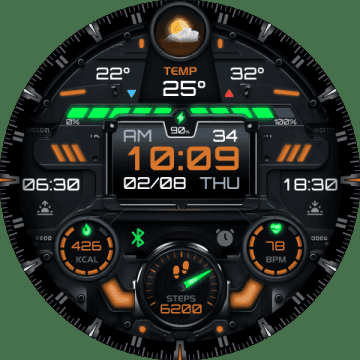 TEMP
22° 25° 32°
0% 90% 100%
AM 34
10:09
02/08 THU
06:30 18:30
426 KCAL
78 BPM
STEPS
6200